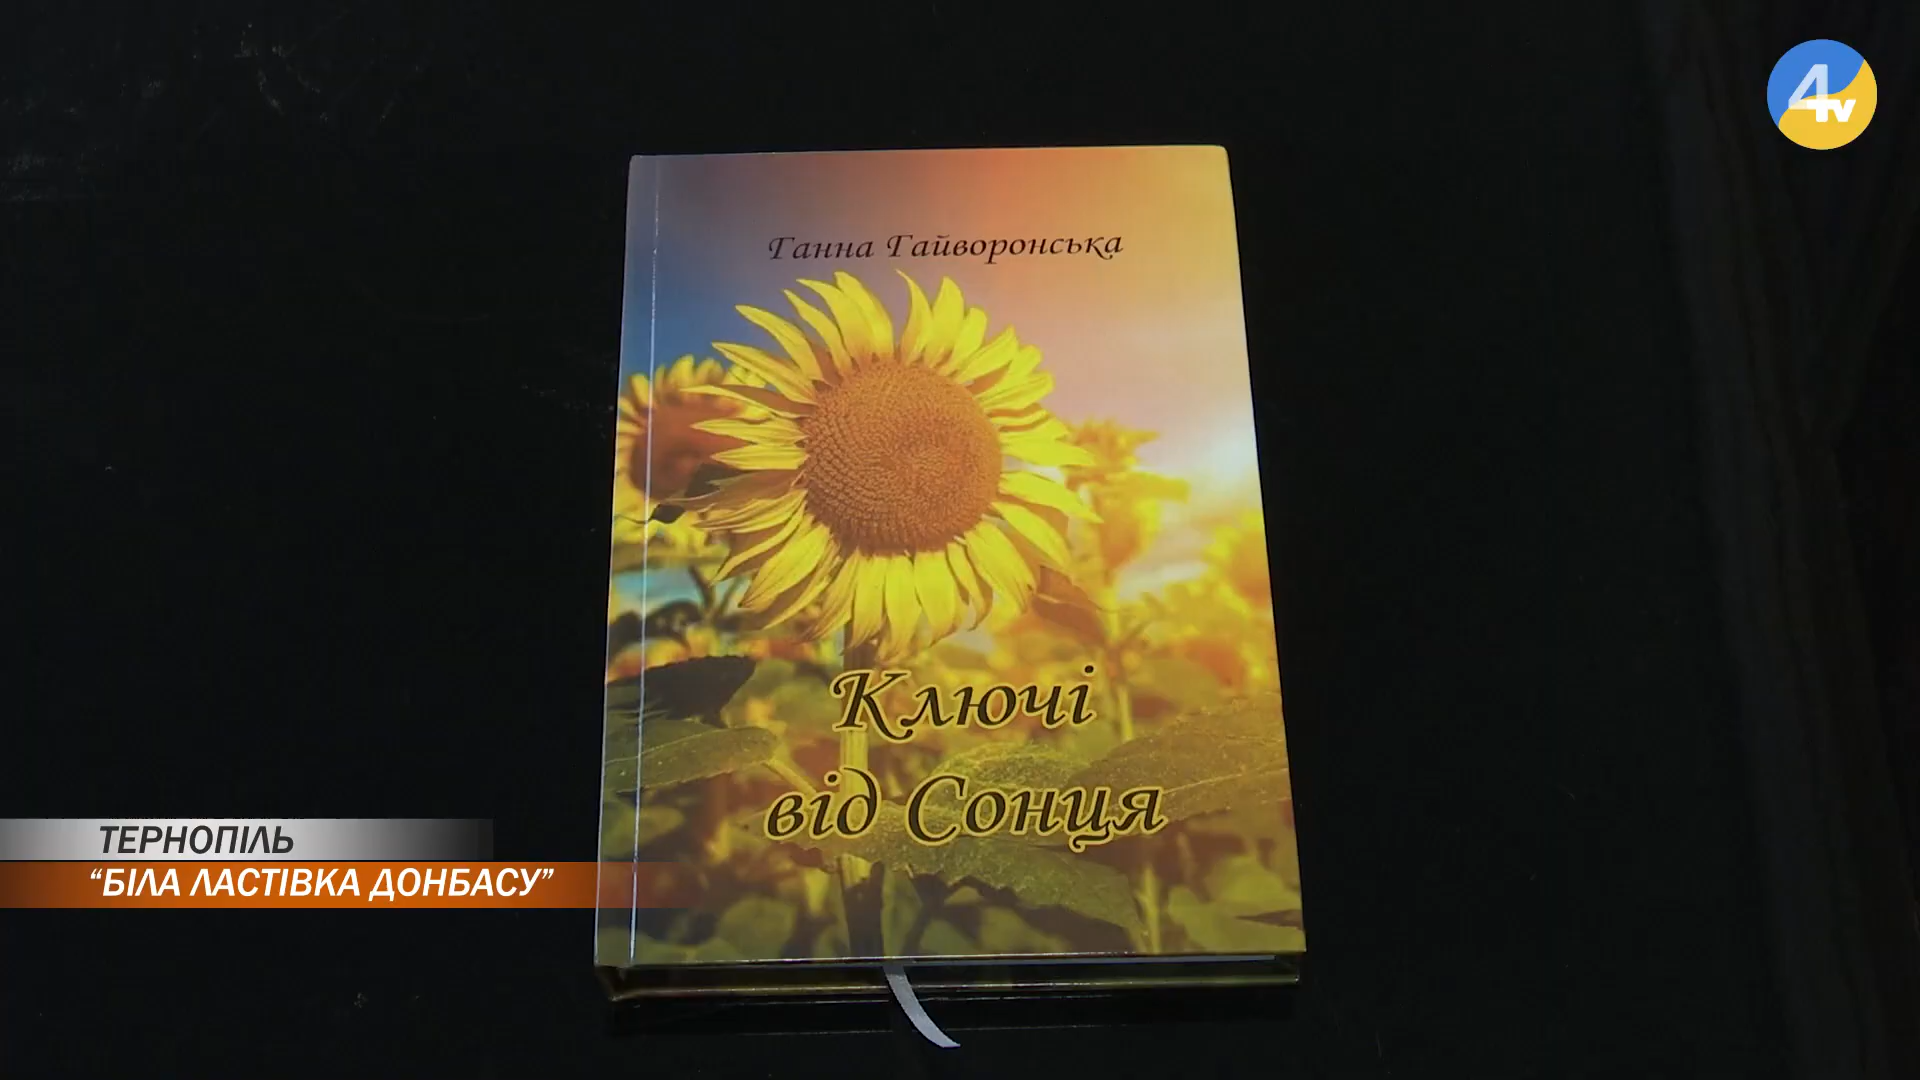 4tv
Ганна Гайворонська
Ключі
від Сонця
ТЕРНОПІЛЬ
“БІЛА ЛАСТІВКА ДОНБАСУ”